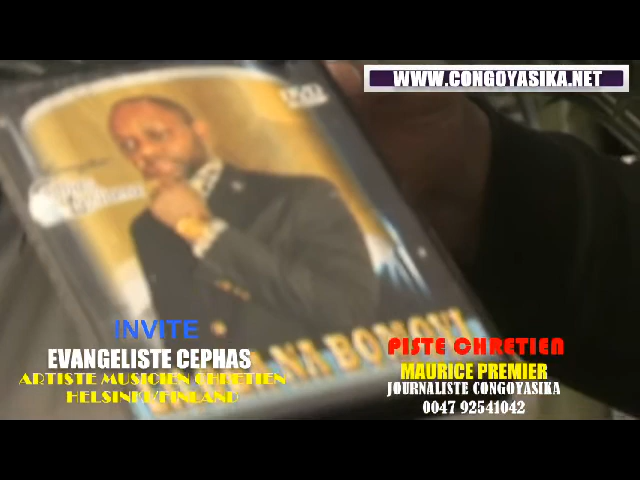 WWW.CONGOYASIKA.NET
DVD
NA BOMOYI
INVITE
EVANGELISTE CEPHAS
ARTISTE MUSICIEN CHRETIEN
HELSINKI/FINLAND
PISTE CHRETIEN
MAURICE PREMIER
JOURNALISTE CONGOYASIKA
0047 92541042